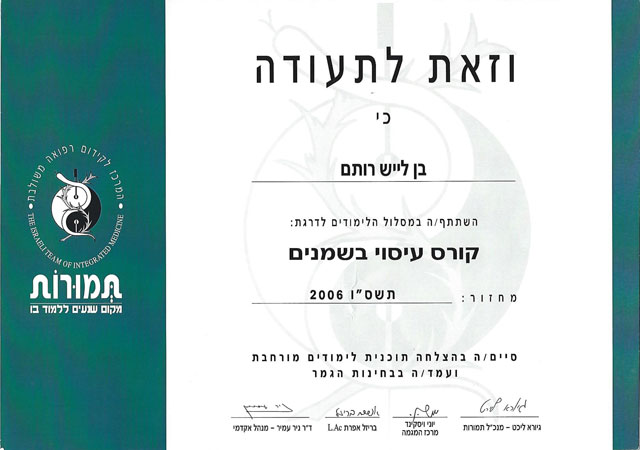 וזאת לתעודה
כי
בן לייש רותם
השתתף/ה במסלול הלימודים לדרגת:
קורס עיסוי בשמנים
מחזור: תשס"ו 2006
סיים/ה בהצלחה תוכנית לימודים מורחבת
ועמד/ה בבחינות הגמר
גיורא ליכט - מנכ"ל תמורות
יוני ויסקינד
מרכז המגמה
בריזל אפרת L.Ac
ד"ר ניר עמיר - מנהל אקדמי
המרכז לקידום רפואה משולבת
THE ISRAELI TEAM OF INTEGRATED MEDICINE
תמורות
מקום שנעים ללמוד בו